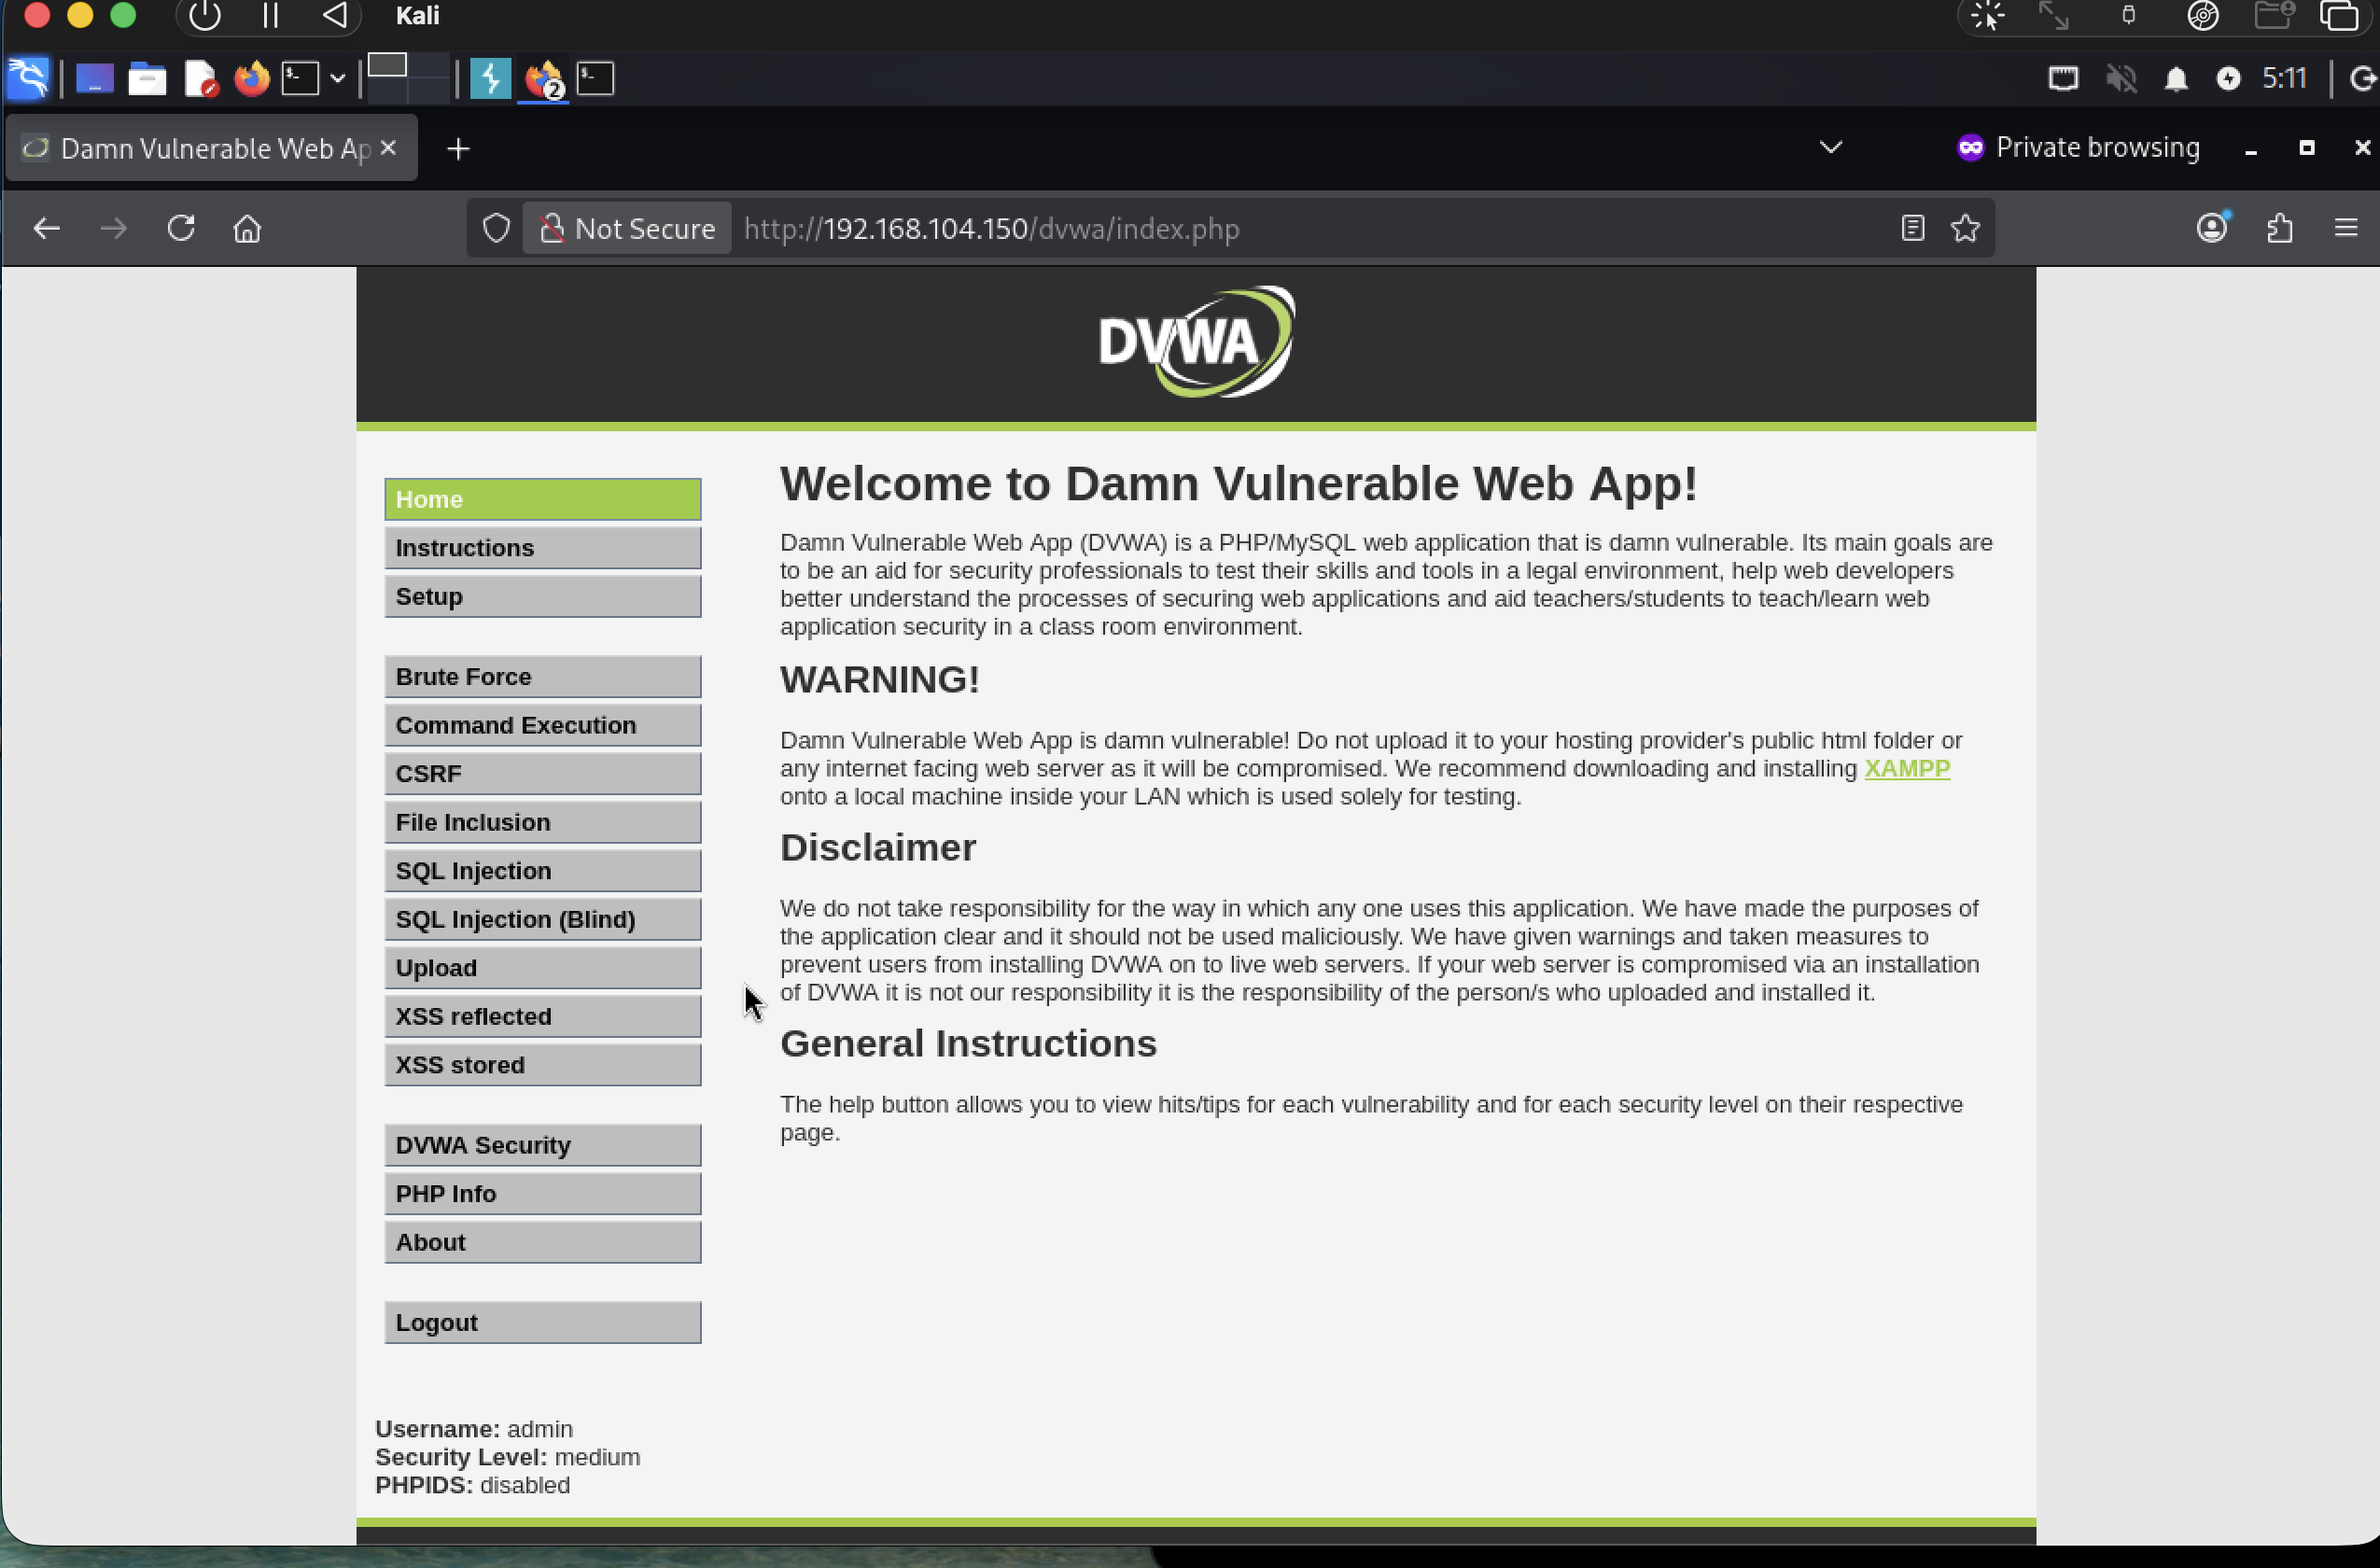 Kali
5:11
Damn Vulnerable Web Ap
Private browsing
Not Secure
http://192.168.104.150/dvwa/index.php
DVWA
Home
Instructions
Setup
Brute Force
Command Execution
CSRF
File Inclusion
SQL Injection
SQL Injection (Blind)
Upload
XSS reflected
XSS stored
DVWA Security
PHP Info
About
Logout
Welcome to Damn Vulnerable Web App!
Damn Vulnerable Web App (DVWA) is a PHP/MySQL web application that is damn vulnerable. Its main goals are
to be an aid for security professionals to test their skills and tools in a legal environment, help web developers
better understand the processes of securing web applications and aid teachers/students to teach/learn web
application security in a class room environment.
WARNING!
Damn Vulnerable Web App is damn vulnerable! Do not upload it to your hosting provider's public html folder or
any internet facing web server as it will be compromised. We recommend downloading and installing XAMPP
onto a local machine inside your LAN which is used solely for testing.
Disclaimer
We do not take responsibility for the way in which any one uses this application. We have made the purposes of
the application clear and it should not be used maliciously. We have given warnings and taken measures to
prevent users from installing DVWA on to live web servers. If your web server is compromised via an installation
of DVWA it is not our responsibility it is the responsibility of the person/s who uploaded and installed it.
General Instructions
The help button allows you to view hits/tips for each vulnerability and for each security level on their respective
page.
Username: admin
Security Level: medium
PHPIDS: disabled